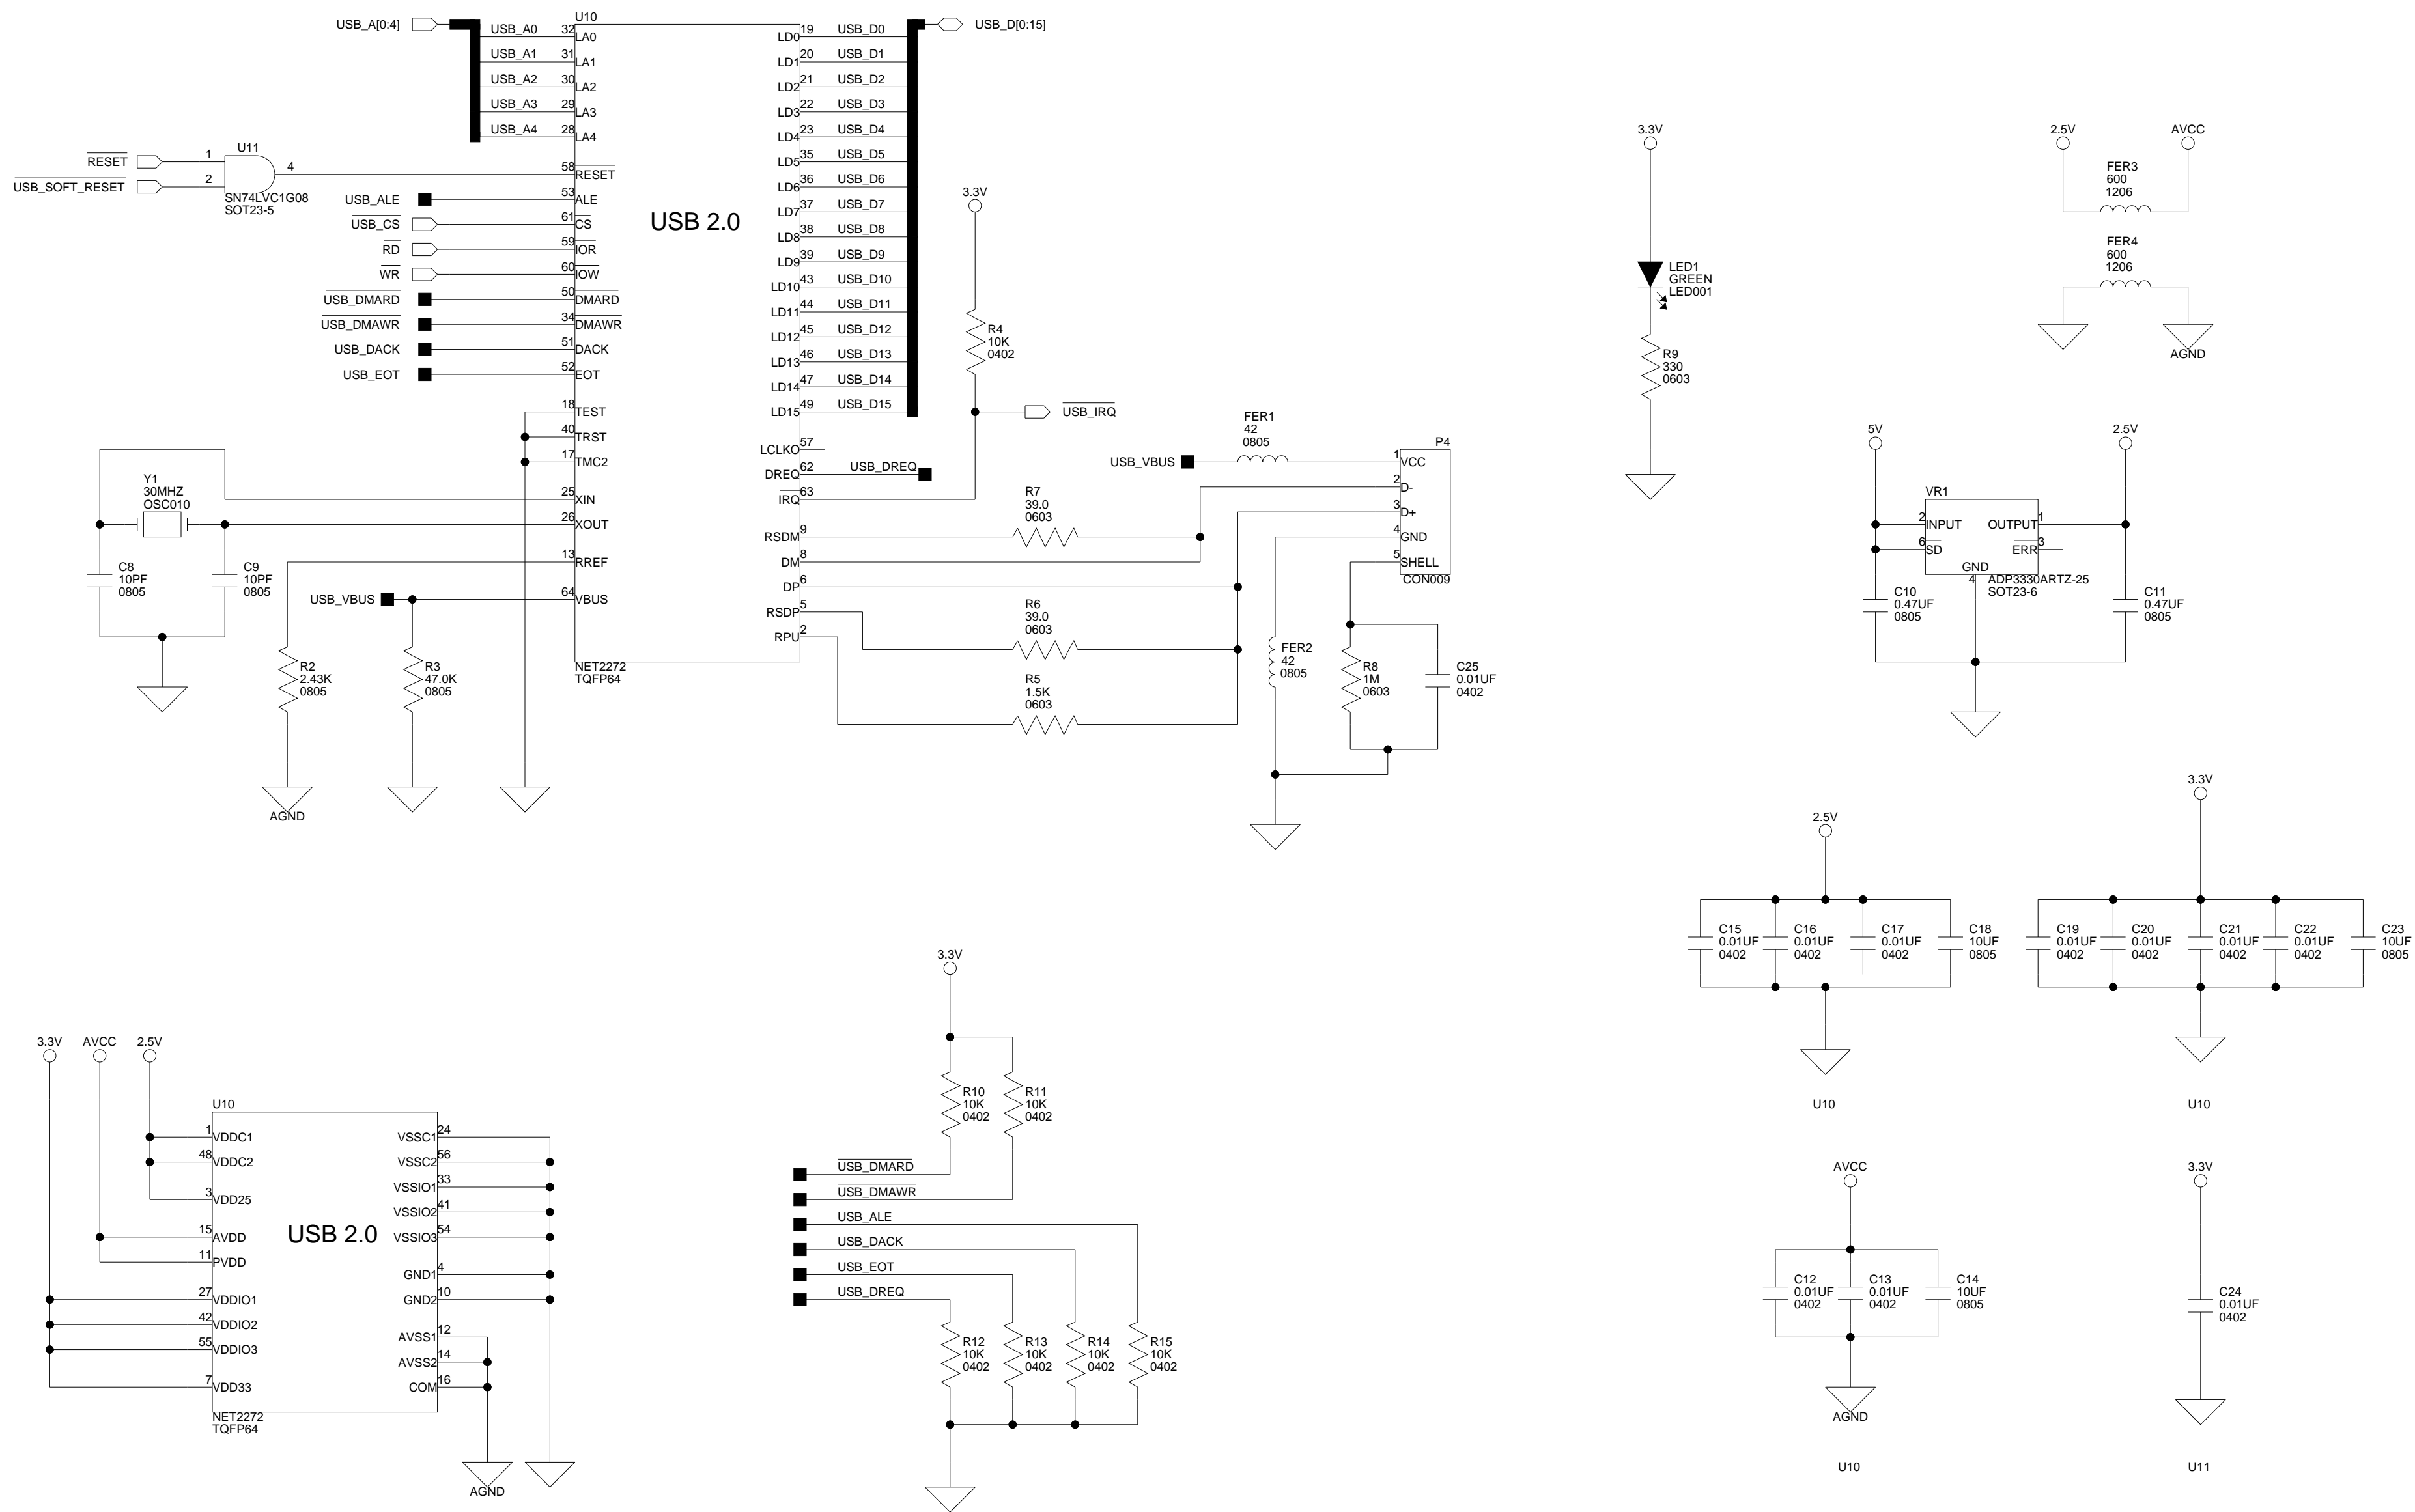 USB_A[0:4]
U10
USB_D[0:15]
USB_A0 32 LA0
USB_A1 31 LA1
USB_A2 30 LA2
USB_A3 29 LA3
USB_A4 28 LA4
RESET 1
USB_SOFT_RESET 2
U11
4
SN74LVC1G08
SOT23-5
58 RESET
USB_ALE 53 ALE
USB_CS 61 CS
RD 59 IOR
WR 60 IOW
USB_DMARD 50 DMARD
USB_DMAWR 34 DMAWR
USB_DACK 51 DACK
USB_EOT 52 EOT
18 TEST
40 TRST
17 TMC2
25 XIN
26 XOUT
13 RREF
USB_VBUS 64 VBUS
USB 2.0
NET2272
TQFP64
LD0 19 USB_D0
LD1 20 USB_D1
LD2 21 USB_D2
LD3 22 USB_D3
LD4 23 USB_D4
LD5 35 USB_D5
LD6 36 USB_D6
LD7 37 USB_D7
LD8 38 USB_D8
LD9 39 USB_D9
LD10 43 USB_D10
LD11 44 USB_D11
LD12 45 USB_D12
LD13 46 USB_D13
LD14 47 USB_D14
LD15 49 USB_D15
LCLKO 57
DREQ 62 USB_DREQ
IRQ 63
RSDM 9
DM 8
DP 6
RSDP 5
RPU 2
Y1
30MHZ
OSC010
C8
10PF
0805
C9
10PF
0805
R2
2.43K
0805
AGND
R3
47.0K
0805
3.3V
R4
10K
0402
USB_IRQ
R7
39.0
0603
R6
39.0
0603
R5
1.5K
0603
FER1
42
0805
USB_VBUS
P4
1 VCC
2 D-
3 D+
4 GND
5 SHELL
CON009
FER2
42
0805
R8
1M
0603
C25
0.01UF
0402
3.3V
LED1
GREEN
LED001
R9
330
0603
2.5V
AVCC
FER3
600
1206
FER4
600
1206
AGND
5V
2.5V
VR1
2 INPUT OUTPUT 1
6 SD ERR 3
GND
4
ADP3330ARTZ-25
SOT23-6
C10
0.47UF
0805
C11
0.47UF
0805
2.5V
C15
0.01UF
0402
C16
0.01UF
0402
C17
0.01UF
0402
C18
10UF
0805
U10
3.3V
C19
0.01UF
0402
C20
0.01UF
0402
C21
0.01UF
0402
C22
0.01UF
0402
C23
10UF
0805
U10
3.3V AVCC 2.5V
U10
1 VDDC1
48 VDDC2
3 VDD25
15 AVDD
11 PVDD
27 VDDIO1
42 VDDIO2
55 VDDIO3
7 VDD33
USB 2.0
VSSC1 24
VSSC2 56
VSSIO1 33
VSSIO2 41
VSSIO3 54
GND1 4
GND2 10
AVSS1 12
AVSS2 14
COM 16
NET2272
TQFP64
AGND
3.3V
R10
10K
0402
R11
10K
0402
USB_DMARD
USB_DMAWR
USB_ALE
USB_DACK
USB_EOT
USB_DREQ
R12
10K
0402
R13
10K
0402
R14
10K
0402
R15
10K
0402
AVCC
C12
0.01UF
0402
C13
0.01UF
0402
C14
10UF
0805
AGND
U10
3.3V
C24
0.01UF
0402
U11